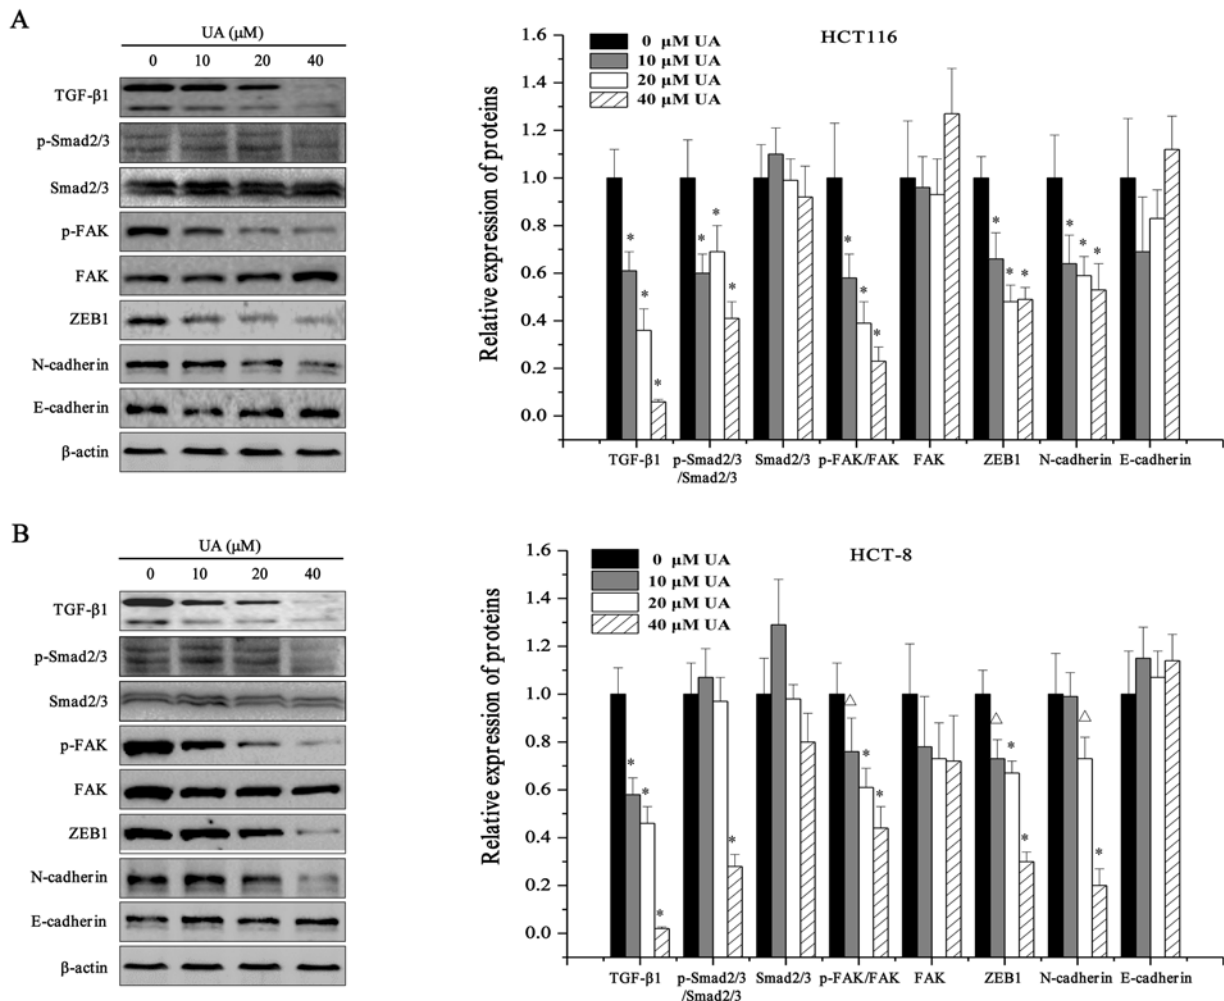 A
UA (μM)
0 10 20 40
TGF-β1
p-Smad2/3
Smad2/3
p-FAK
FAK
ZEB1
N-cadherin
E-cadherin
β-actin
HCT116
0 μM UA
10 μM UA
20 μM UA
40 μM UA
Relative expression of proteins
1.6
1.4
1.2
1.0
0.8
0.6
0.4
0.2
0.0
* * * * * * * * * * * * * * *
TGF-β1 p-Smad2/3 Smad2/3 p-FAK/FAK FAK ZEB1 N-cadherin E-cadherin
/Smad2/3
B
UA (μM)
0 10 20 40
TGF-β1
p-Smad2/3
Smad2/3
p-FAK
FAK
ZEB1
N-cadherin
E-cadherin
β-actin
HCT-8
0 μM UA
10 μM UA
20 μM UA
40 μM UA
Relative expression of proteins
1.6
1.4
1.2
1.0
0.8
0.6
0.4
0.2
0.0
* * * * △ * * △ * * △ *
TGF-β1 p-Smad2/3 Smad2/3 p-FAK/FAK FAK ZEB1 N-cadherin E-cadherin
/Smad2/3